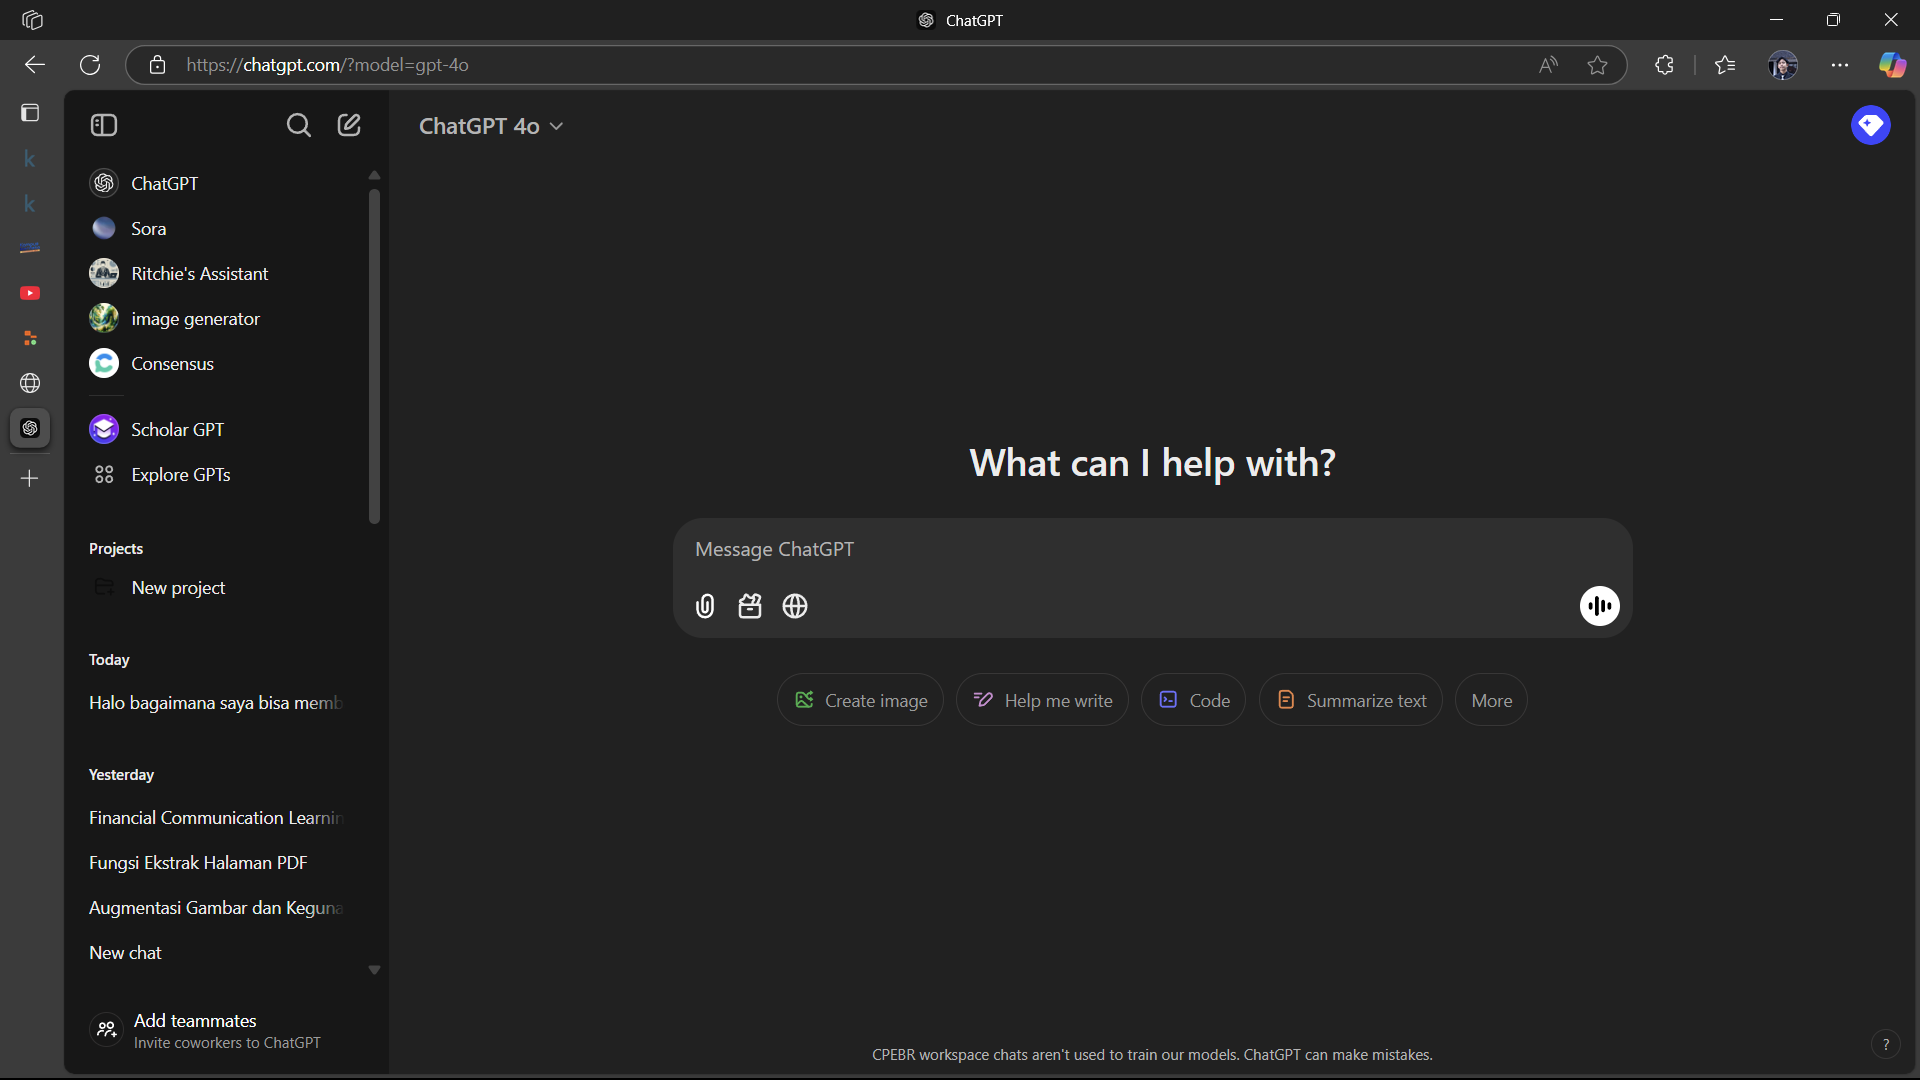 ChatGPT
https://chatgpt.com/?model=gpt-4o
ChatGPT 4o
ChatGPT
Sora
Ritchie's Assistant
image generator
Consensus
Scholar GPT
Explore GPTs
Projects
New project
Today
Halo bagaimana saya bisa memb
Yesterday
Financial Communication Learnin
Fungsi Ekstrak Halaman PDF
Augmentasi Gambar dan Keguna
New chat
Add teammates
Invite coworkers to ChatGPT
What can I help with?
Message ChatGPT
Create image
Help me write
Code
Summarize text
More
CPEBR workspace chats aren't used to train our models. ChatGPT can make mistakes.
?